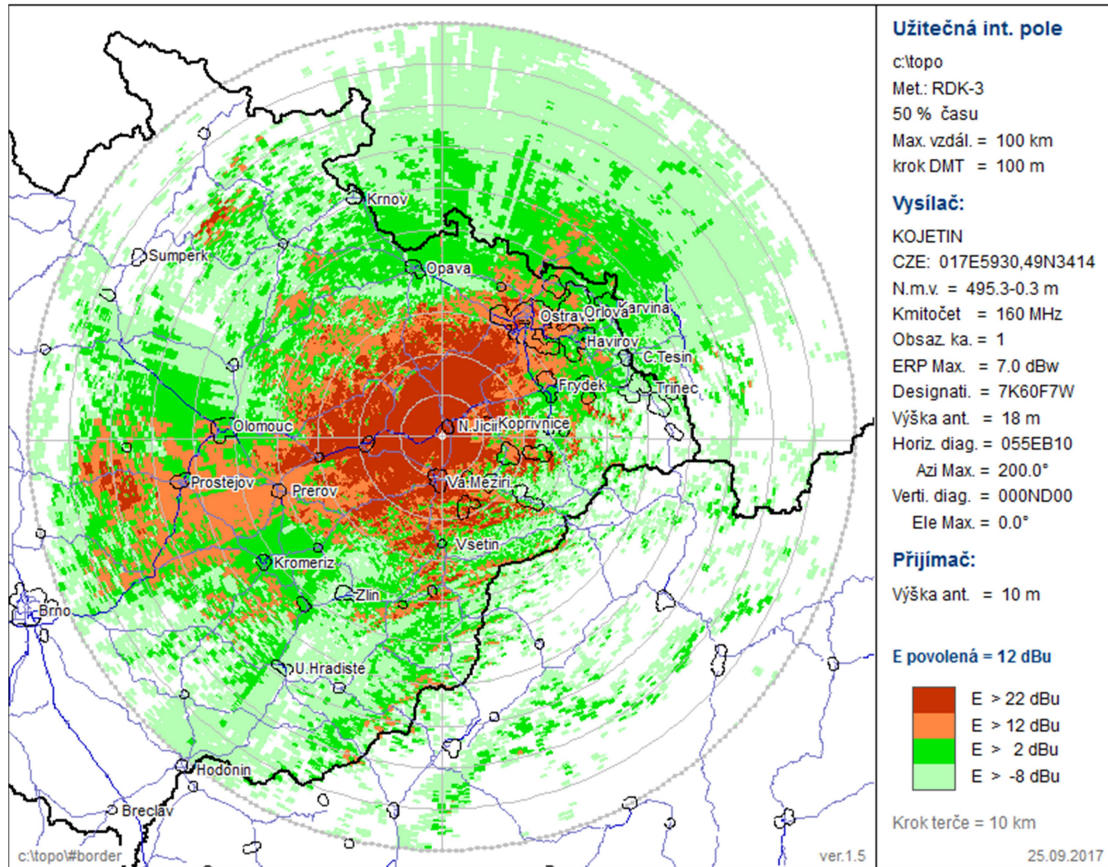 Užitečná int. pole
c:\topo
Met.: RDK-3
50 % času
Max. vzdál. = 100 km
krok DMT = 100 m
Vysílač:
KOJETIN
CZE: 017E5930,49N3414
N.m.v. = 495.3-0.3 m
Kmitočet = 160 MHz
Obsaz. ka. = 1
ERP Max. = 7.0 dBw
Designati. = 7K60F7W
Výška ant. = 18 m
Horiz. diag. = 055EB10
Azi Max. = 200.0°
Verti. diag. = 000ND00
Ele Max. = 0.0°
Přijímač:
Výška ant. = 10 m
E povolená = 12 dBu
E > 22 dBu
E > 12 dBu
E > 2 dBu
E > -8 dBu
Krok terče = 10 km
25.09.2017
Krnov
Sumperk
Opava
Ostrav
Orlova
Karvina
Havirov
C.Tesin
Frydek
Trinec
Olomouc
N.Jicin
Koprivnice
Prostejov
Prerov
Va.Meziri.
Vsetin
Kromeriz
Zlin
Brno
U.Hradiste
Hodonin
Breclav
c:\topo\#border
ver.1.5